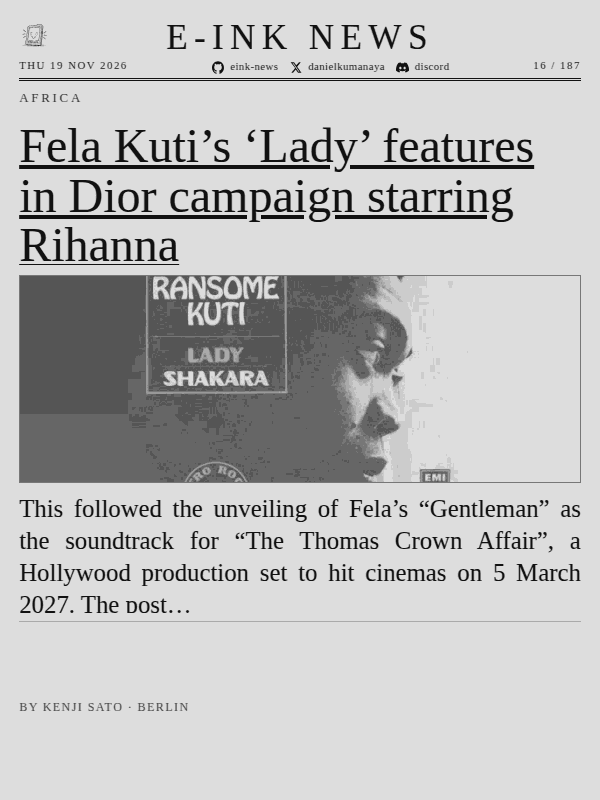 E-INK NEWS
THU 19 NOV 2026
eink-news danielkumanaya discord
16 / 187
AFRICA
Fela Kuti’s ‘Lady’ features
in Dior campaign starring
Rihanna
RANSOME
KUTI
LADY
SHAKARA
EMI
This followed the unveiling of Fela’s “Gentleman” as
the soundtrack for “The Thomas Crown Affair”, a
Hollywood production set to hit cinemas on 5 March
2027. The post…
BY KENJI SATO · BERLIN